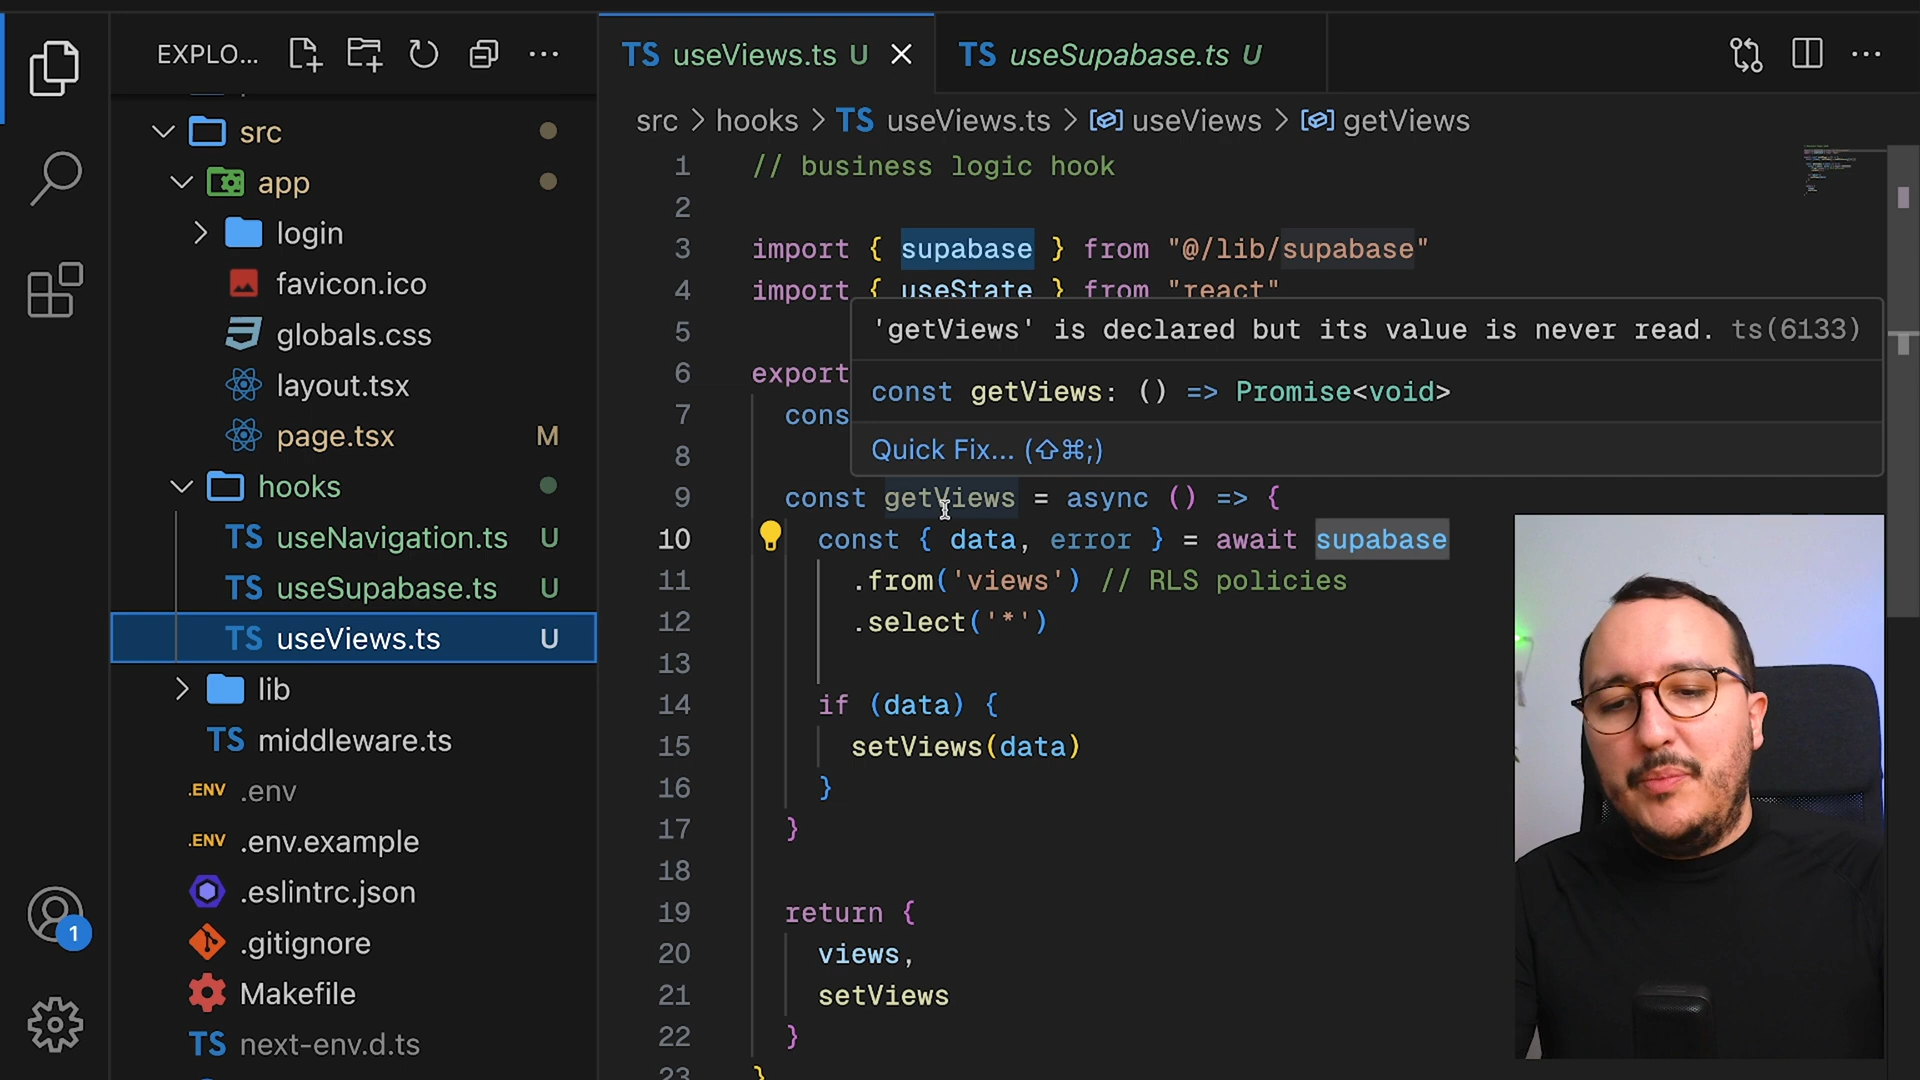 EXPLO...
src
app
login
favicon.ico
globals.css
layout.tsx
page.tsx M
hooks
TS useNavigation.ts U
TS useSupabase.ts U
TS useViews.ts U
lib
TS middleware.ts
.ENV .env
.ENV .env.example
.eslintrc.json
.gitignore
Makefile
TS next-env.d.ts
1
TS useViews.ts U
TS useSupabase.ts U
src > hooks > TS useViews.ts > useViews > getViews
1 // business logic hook
2
3 import { supabase } from "@/lib/supabase"
4 import { useState } from "react"
5
6 export
7 cons
8
'getViews' is declared but its value is never read. ts(6133)
const getViews: () => Promise<void>
Quick Fix... (⇧⌘;)
9 const getViews = async () => {
10 const { data, error } = await supabase
11 .from('views') // RLS policies
12 .select('*')
13
14 if (data) {
15 setViews(data)
16 }
17 }
18
19 return {
20 views,
21 setViews
22 }
23 }